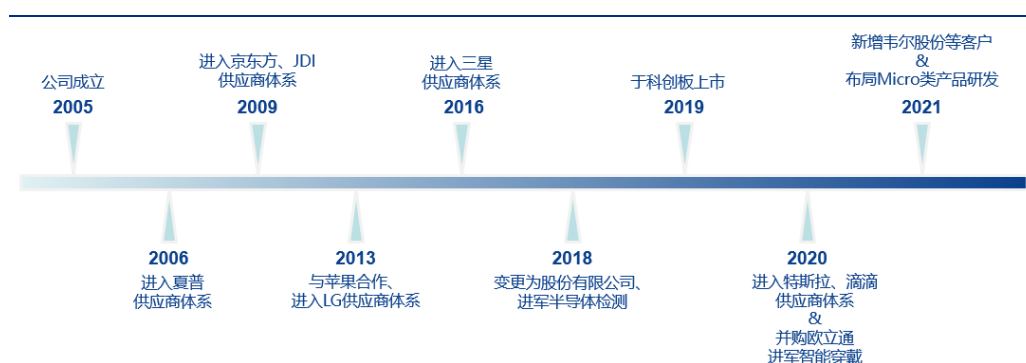 公司成立
2005
进入夏普
供应商体系
2006
进入京东方、JDI
供应商体系
2009
2013
与苹果合作、
进入LG供应商体系
进入三星
供应商体系
2016
2018
变更为股份有限公司、
进军半导体检测
于科创板上市
2019
2020
进入特斯拉、滴滴
供应商体系
&
并购欧立通
进军智能穿戴
新增韦尔股份等客户
&
布局Micro类产品研发
2021